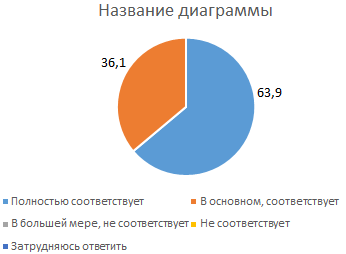 Название диаграммы
36,1
63,9
Полностью соответствует В основном, соответствует
В большей мере, не соответствует Не соответствует
Затрудняюсь ответить